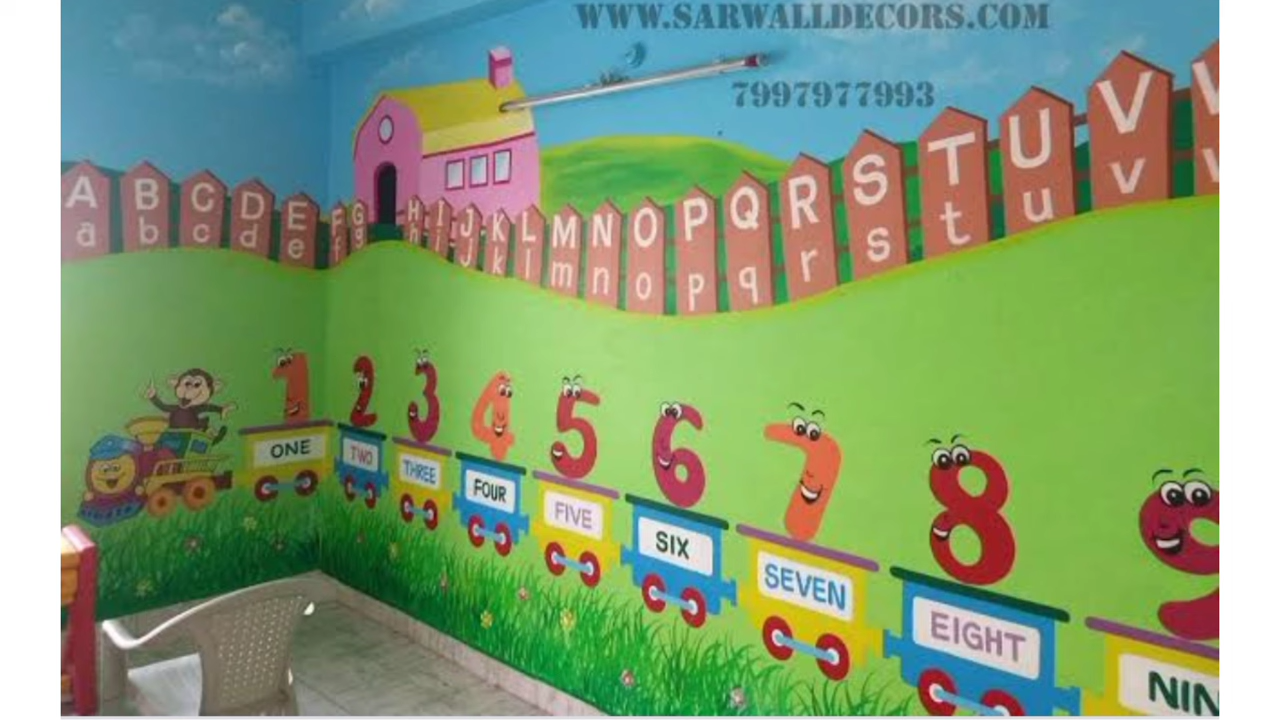 WWW.SARWALLDECORS.COM
7997977993
A B C D E F G H I J K L M N O P Q R S T U V
a b c d e f g h i j k l m n o p q r s t u v
1 2 3 4 5 6 7 8 9
ONE TWO THREE FOUR FIVE SIX SEVEN EIGHT NIN